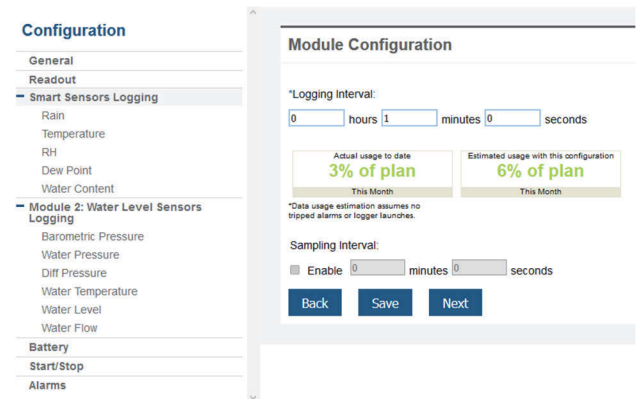 Configuration
General
Readout
Smart Sensors Logging
Rain
Temperature
RH
Dew Point
Water Content
Module 2: Water Level Sensors
Logging
Barometric Pressure
Water Pressure
Diff Pressure
Water Temperature
Water Level
Water Flow
Battery
Start/Stop
Alarms
Module Configuration
*Logging Interval:
0 hours 1 minutes 0 seconds
Actual usage to date Estimated usage with this configuration
3% of plan 6% of plan
This Month This Month
*Data usage estimation assumes no
tripped alarms or logger launches.
Sampling Interval:
Enable 0 minutes 0 seconds
Back Save Next